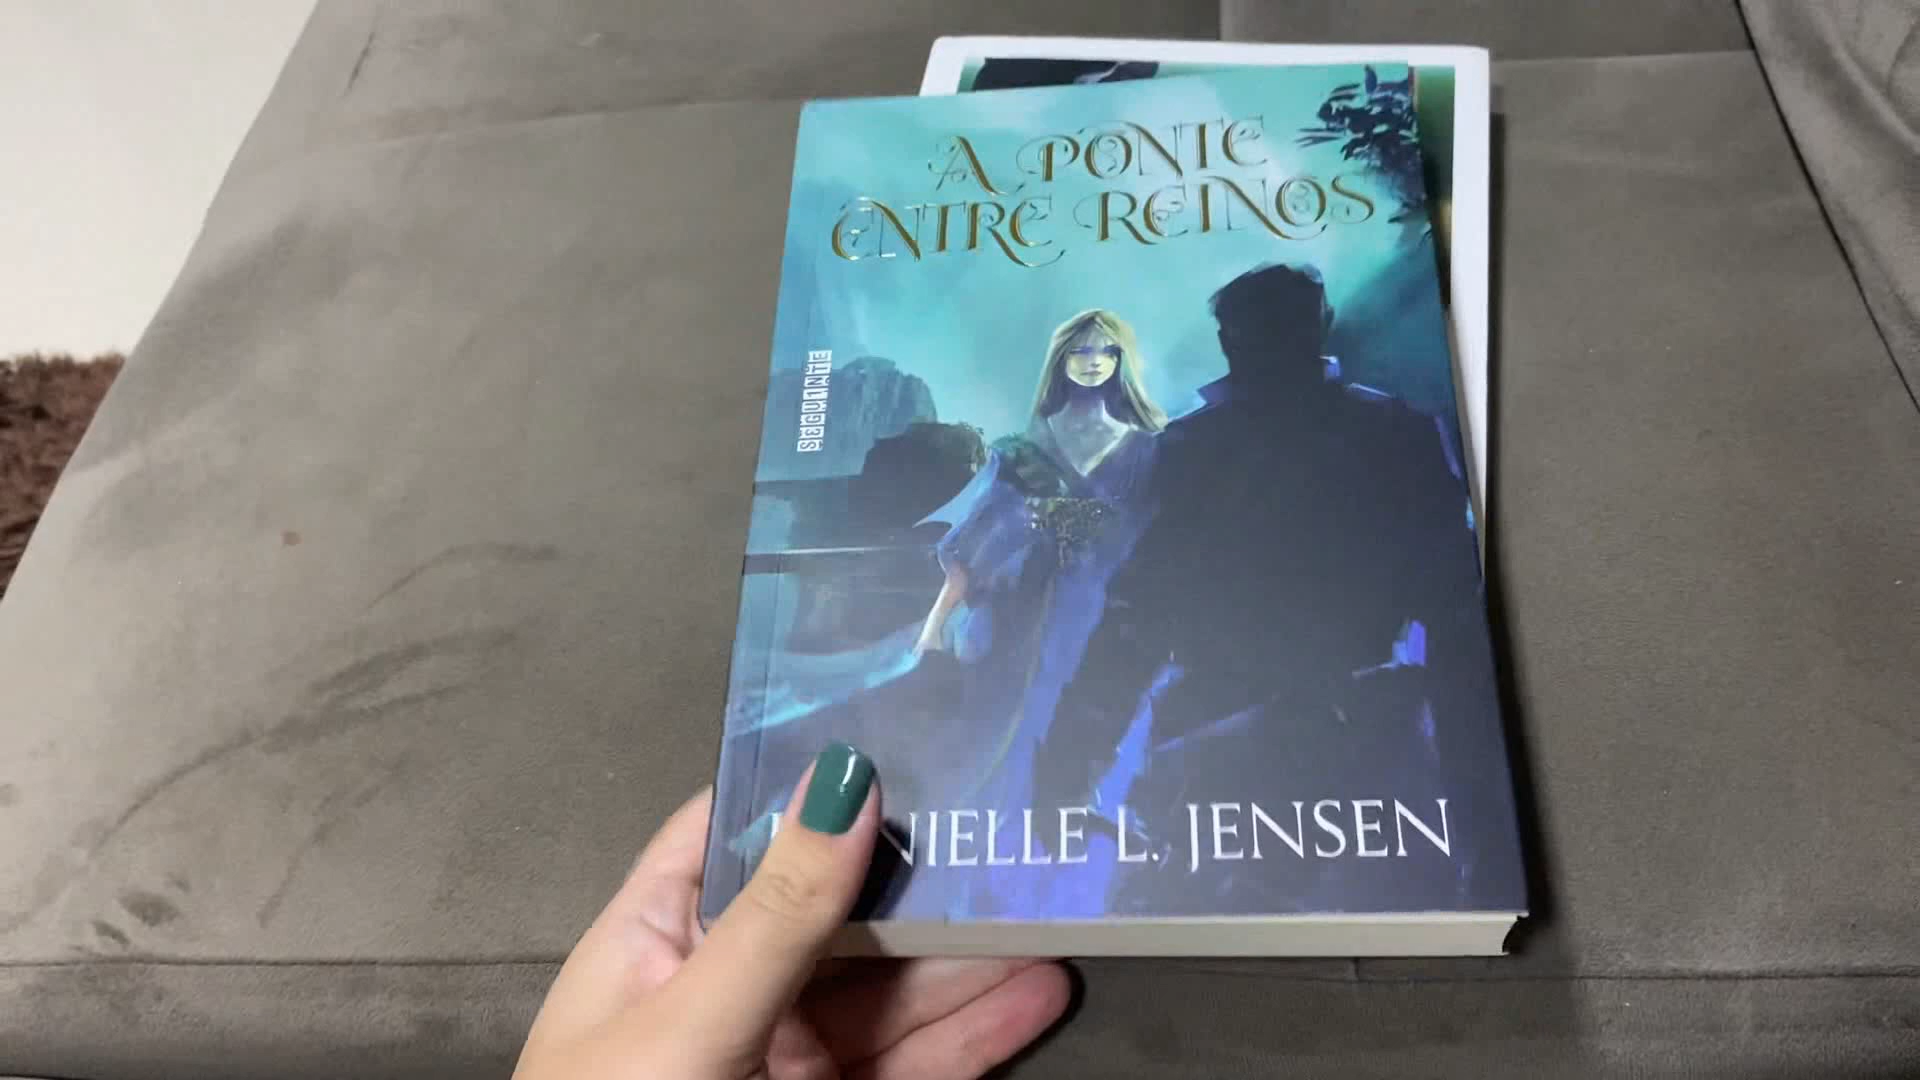 A PONTE
ENTRE REINOS
SEGUINTE
NIELLE L. JENSEN